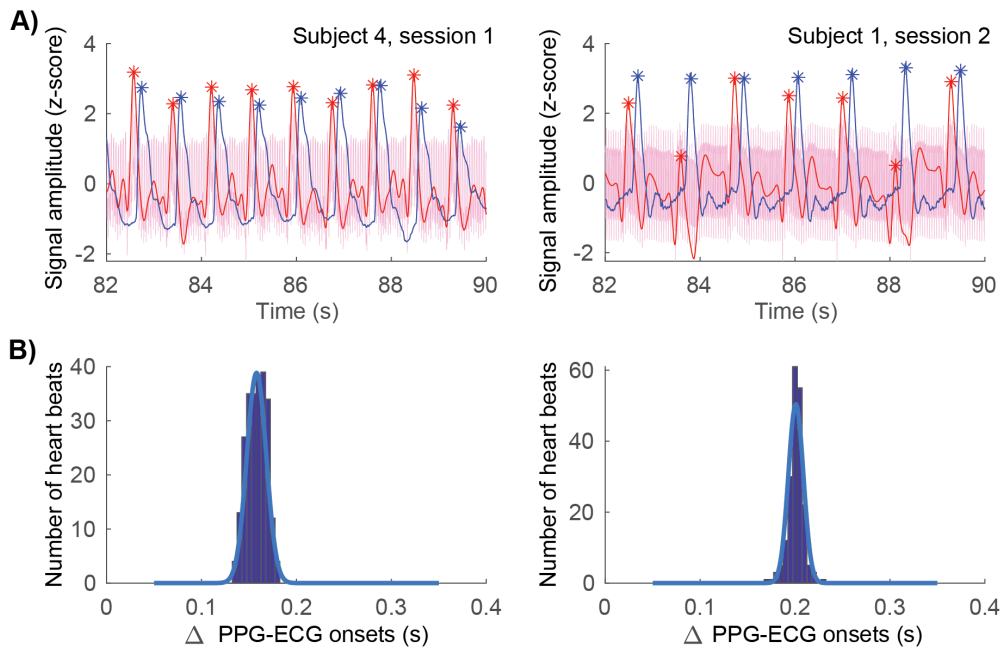 A)
Subject 4, session 1
Subject 1, session 2
Signal amplitude (z-score)
4
2
0
-2
82 84 86 88 90
Time (s)
Signal amplitude (z-score)
4
2
0
-2
82 84 86 88 90
Time (s)
B)
Number of heart beats
40
30
20
10
0
0 0.1 0.2 0.3 0.4
Δ PPG-ECG onsets (s)
Number of heart beats
60
40
20
0
0 0.1 0.2 0.3 0.4
Δ PPG-ECG onsets (s)